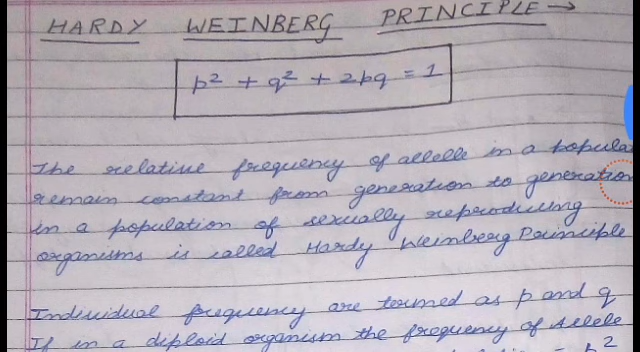 HARDY WEINBERG PRINCIPLE →
p² + q² + 2pq = 1
The relative frequency of allele in a popula
remain constant from generation to generation
in a population of sexually reproducing
organisms is called Hardy Weinberg Principle
Individual frequency are termed as p and q
If in a diploid organism the frequency of Allele
p²